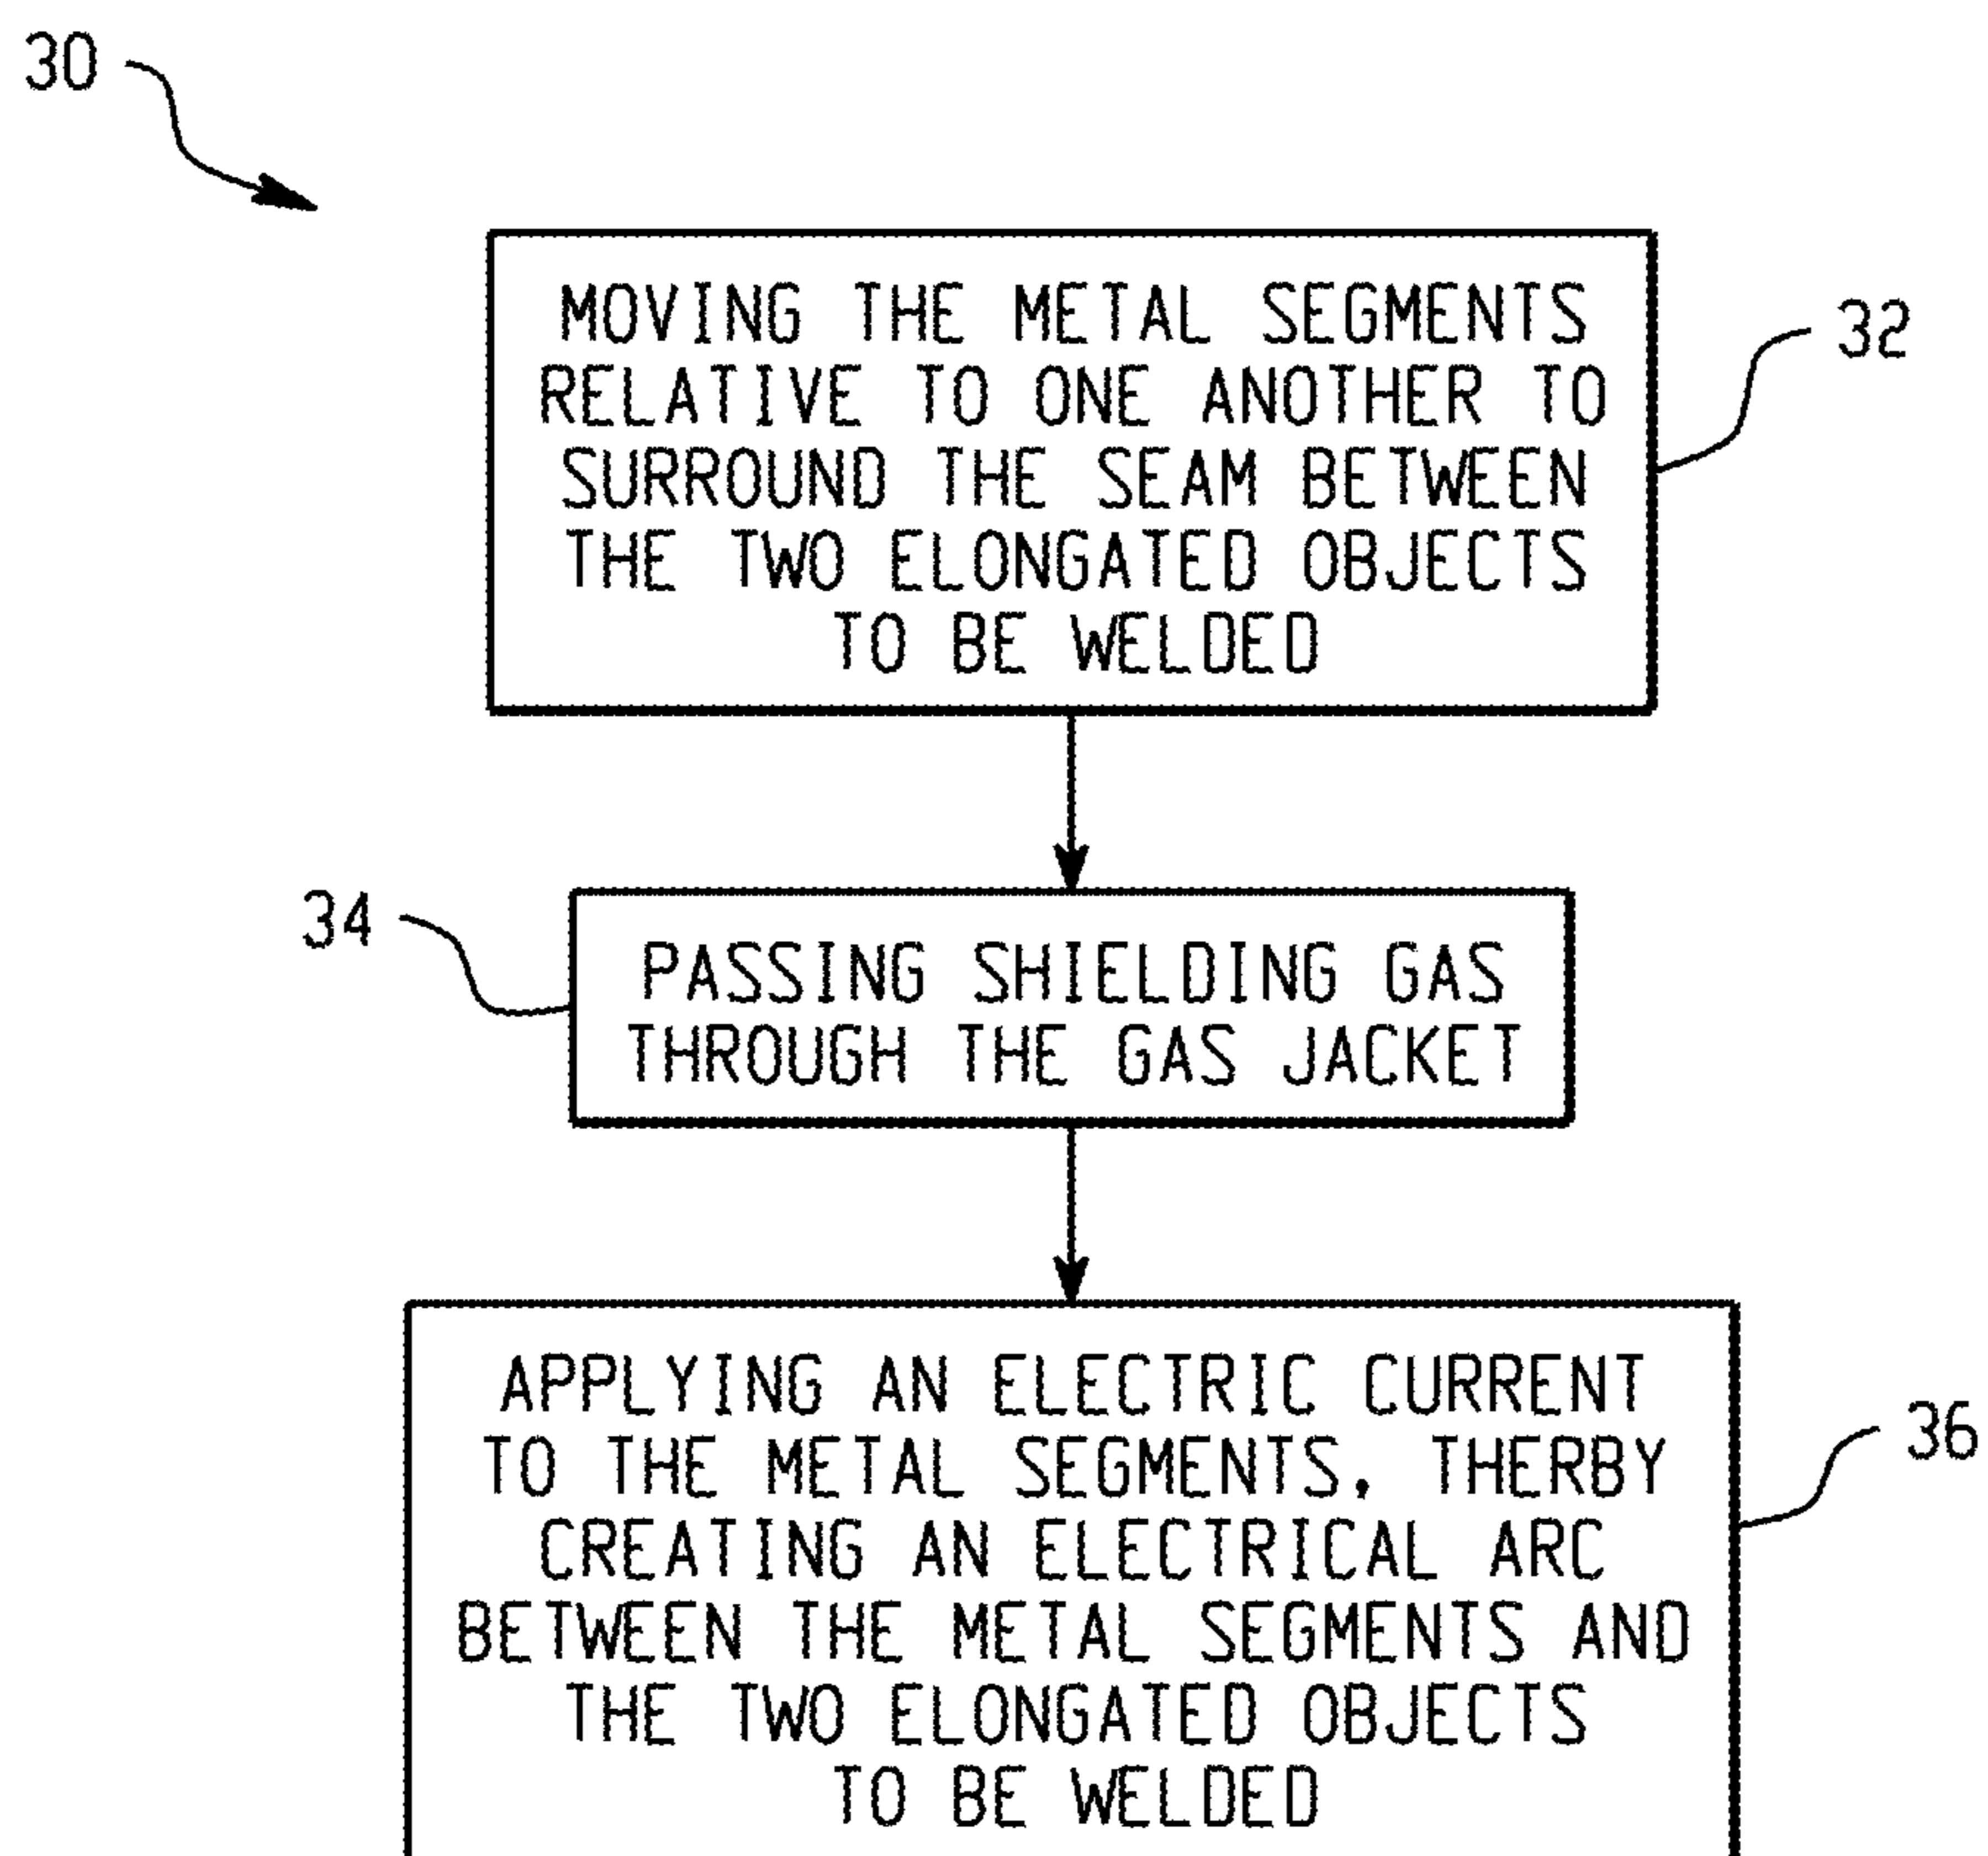 30
MOVING THE METAL SEGMENTS
RELATIVE TO ONE ANOTHER TO
SURROUND THE SEAM BETWEEN
THE TWO ELONGATED OBJECTS
TO BE WELDED
32
34
PASSING SHIELDING GAS
THROUGH THE GAS JACKET
APPLYING AN ELECTRIC CURRENT
TO THE METAL SEGMENTS, THERBY
CREATING AN ELECTRICAL ARC
BETWEEN THE METAL SEGMENTS AND
THE TWO ELONGATED OBJECTS
TO BE WELDED
36